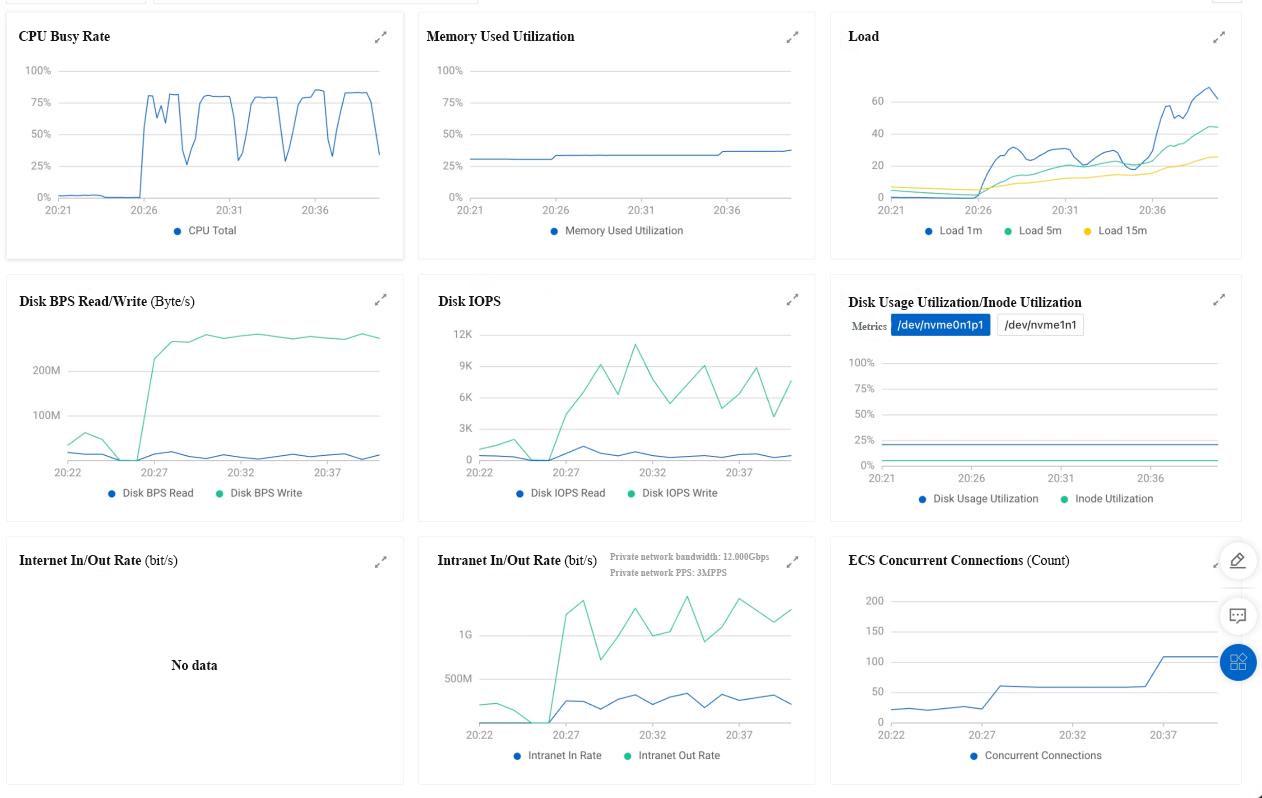 CPU Busy Rate
100%
75%
50%
25%
0%
20:21 20:26 20:31 20:36
CPU Total
Memory Used Utilization
100%
75%
50%
25%
0%
20:21 20:26 20:31 20:36
Memory Used Utilization
Load
60
40
20
0
20:21 20:26 20:31 20:36
Load 1m Load 5m Load 15m
Disk BPS Read/Write (Byte/s)
200M
100M
0
20:22 20:27 20:32 20:37
Disk BPS Read Disk BPS Write
Disk IOPS
12K
9K
6K
3K
0
20:22 20:27 20:32 20:37
Disk IOPS Read Disk IOPS Write
Disk Usage Utilization/Inode Utilization
Metrics /dev/nvme0n1p1 /dev/nvme1n1
100%
75%
50%
25%
0%
20:21 20:26 20:31 20:36
Disk Usage Utilization Inode Utilization
Internet In/Out Rate (bit/s)
No data
Intranet In/Out Rate (bit/s)
Private network bandwidth: 12.000Gbps
Private network PPS: 3MPPS
1G
500M
0
20:22 20:27 20:32 20:37
Intranet In Rate Intranet Out Rate
ECS Concurrent Connections (Count)
200
150
100
50
0
20:22 20:27 20:32 20:37
Concurrent Connections